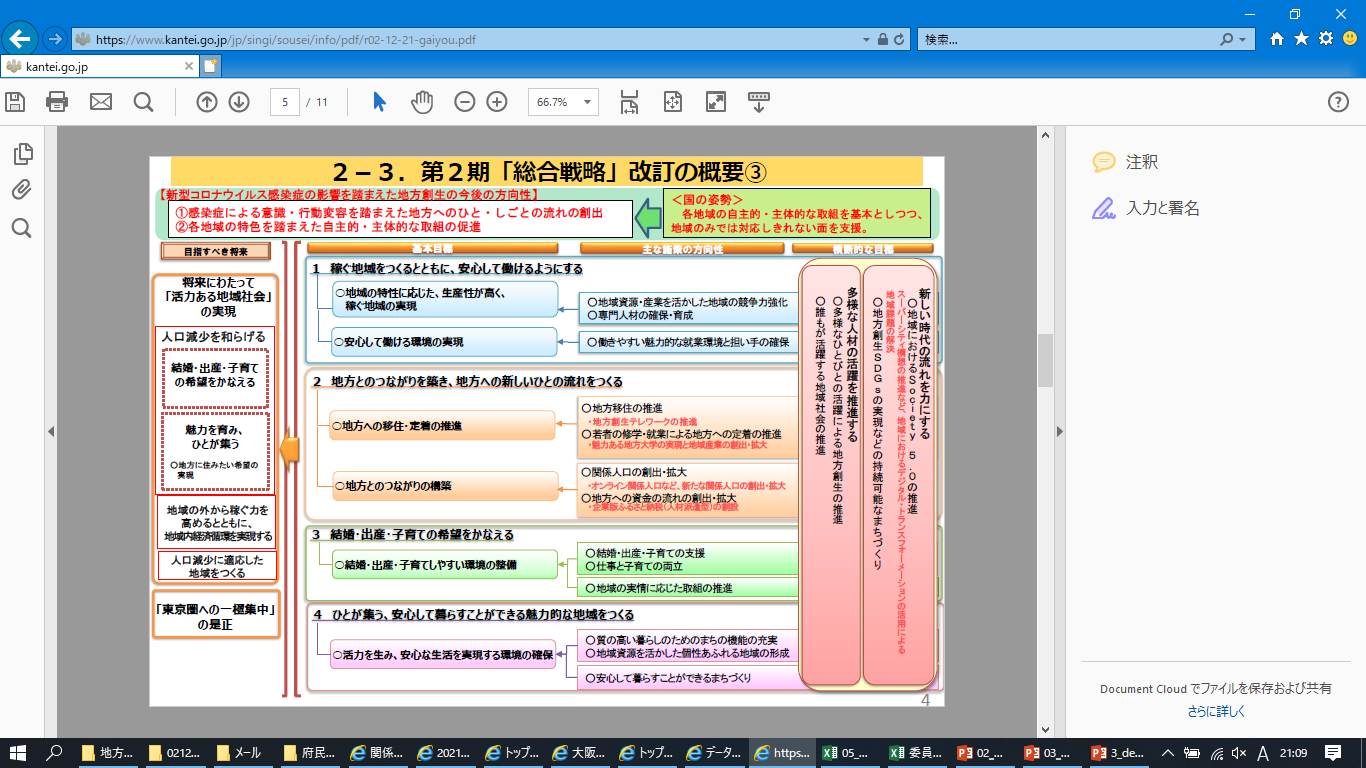 https://www.kantei.go.jp/jp/singi/sousei/info/pdf/r02-12-21-gaiyou.pdf
検索...
kantei.go.jp
5 / 11
66.7%
２－３．第２期「総合戦略」改訂の概要③
【新型コロナウイルス感染症の影響を踏まえた地方創生の今後の方向性】
①感染症による意識・行動変容を踏まえた地方へのひと・しごとの流れの創出
②各地域の特色を踏まえた自主的・主体的な取組の促進
＜国の姿勢＞
各地域の自主的・主体的な取組を基本としつつ、
地域のみでは対応しきれない面を支援。
目指すべき将来
将来にわたって
「活力ある地域社会」
の実現
人口減少を和らげる
結婚・出産・子育て
の希望をかなえる
魅力を育み、
ひとが集う
○地方に住みたい希望の
実現
地域の外から稼ぐ力を
高めるとともに、
地域内経済循環を実現する
人口減少に適応した
地域をつくる
「東京圏への一極集中」
の是正
基本目標
主な施策の方向性
横断的な目標
１　稼ぐ地域をつくるとともに、安心して働けるようにする
○地域の特性に応じた、生産性が高く、
稼ぐ地域の実現
○地域資源・産業を活かした地域の競争力強化
○専門人材の確保・育成
○安心して働ける環境の実現
○働きやすい魅力的な就業環境と担い手の確保
２　地方とのつながりを築き、地方への新しいひとの流れをつくる
○地方への移住・定着の推進
○地方移住の推進
・地方創生テレワークの推進
○若者の修学・就業による地方への定着の推進
・魅力ある地方大学の実現と地域産業の創出・拡大
○地方とのつながりの構築
○関係人口の創出・拡大
・オンライン関係人口など、新たな関係人口の創出・拡大
○地方への資金の流れの創出・拡大
・企業版ふるさと納税（人材派遣型）の創設
３　結婚・出産・子育ての希望をかなえる
○結婚・出産・子育てしやすい環境の整備
○結婚・出産・子育ての支援
○仕事と子育ての両立
○地域の実情に応じた取組の推進
４　ひとが集う、安心して暮らすことができる魅力的な地域をつくる
○活力を生み、安心な生活を実現する環境の確保
○質の高い暮らしのためのまちの機能の充実
○地域資源を活かした個性あふれる地域の形成
○安心して暮らすことができるまちづくり
新しい時代の流れを力にする
○地域におけるＳｏｃｉｅｔｙ　５．０の推進
スーパーシティ構想の推進など、地域におけるデジタル・トランスフォーメーションの活用による
地域課題の解決
○地方創生ＳＤＧｓの実現などの持続可能なまちづくり
多様な人材の活躍を推進する
○多様なひとびとの活躍による地方創生の推進
○誰もが活躍する地域社会の推進
4
注釈
入力と署名
Document Cloud でファイルを保存および共有
さらに詳しく
地方...
0212...
メール
府民...
関係...
2021...
トップ...
大阪...
トップ...
データ...
https...
05_...
委員...
02_...
03_...
3_de...
A
21:09